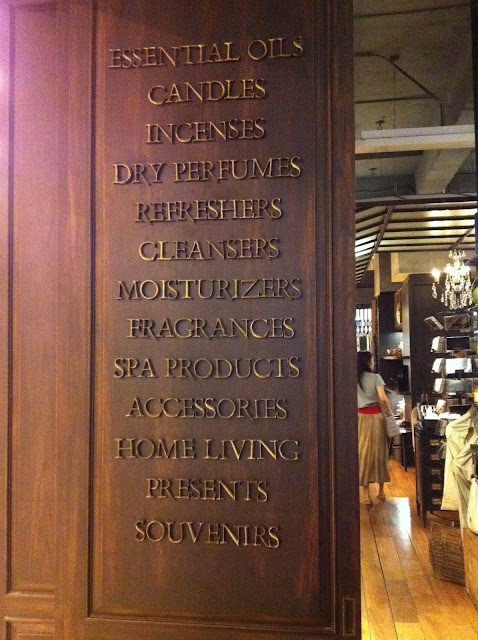 ESSENTIAL OILS
CANDLES
INCENSES
DRY PERFUMES
REFRESHERS
CLEANSERS
MOISTURIZERS
FRAGRANCES
SPA PRODUCTS
ACCESSORIES
HOME LIVING
PRESENTS
SOUVENIRS